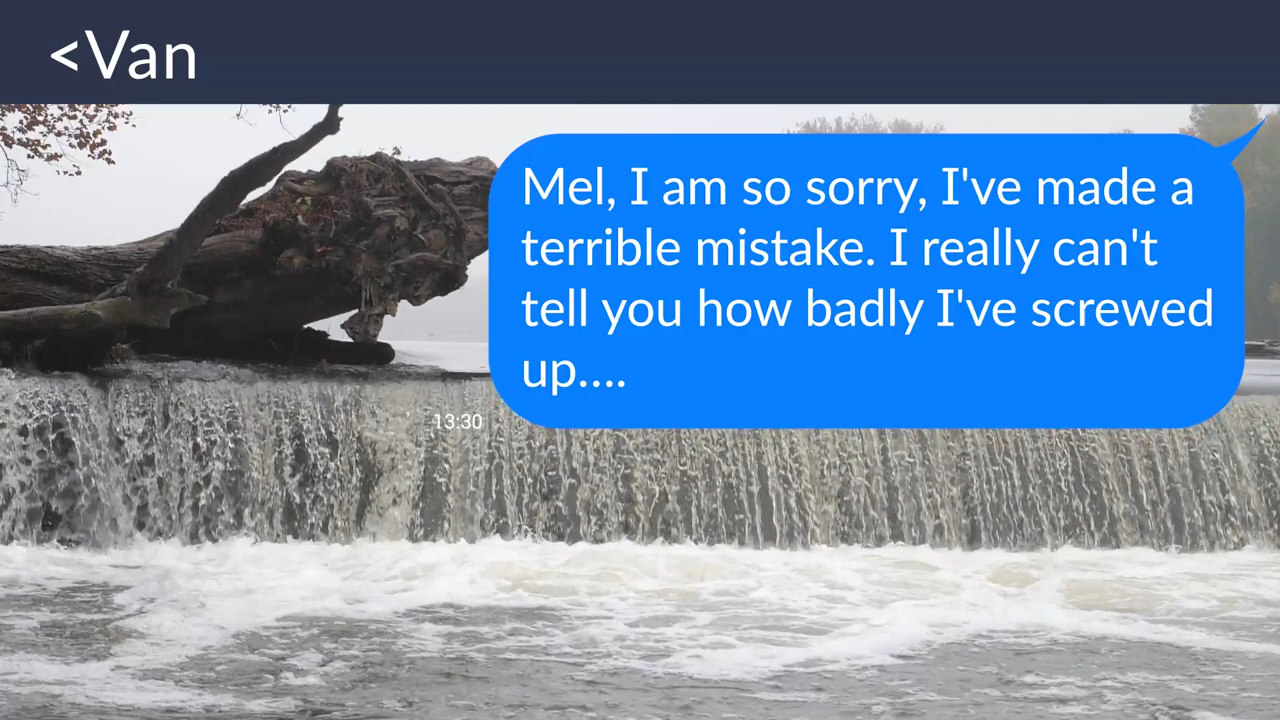 <Van
Mel, I am so sorry, I've made a
terrible mistake. I really can't
tell you how badly I've screwed
up....
13:30